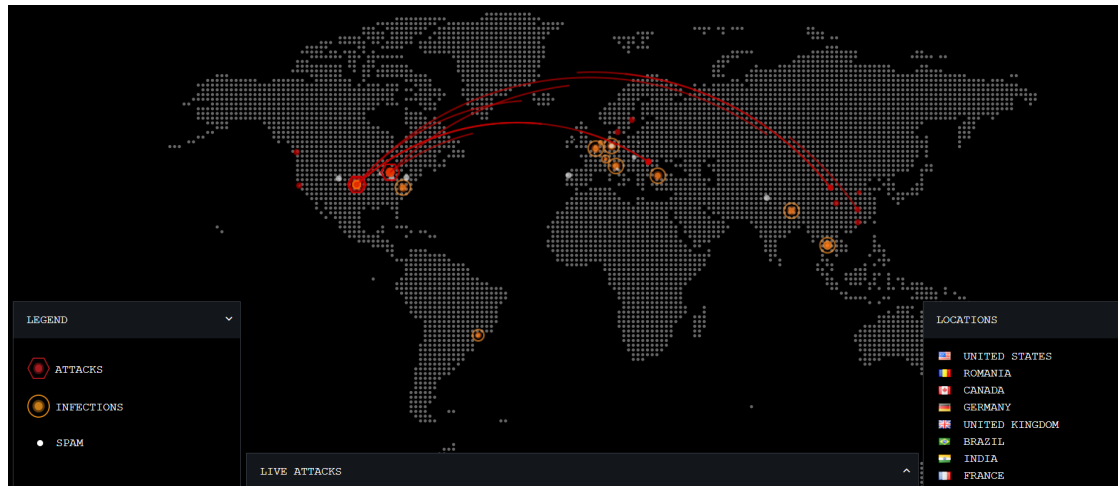 LEGEND
ATTACKS
INFECTIONS
SPAM
LIVE ATTACKS
LOCATIONS
UNITED STATES
ROMANIA
CANADA
GERMANY
UNITED KINGDOM
BRAZIL
INDIA
FRANCE